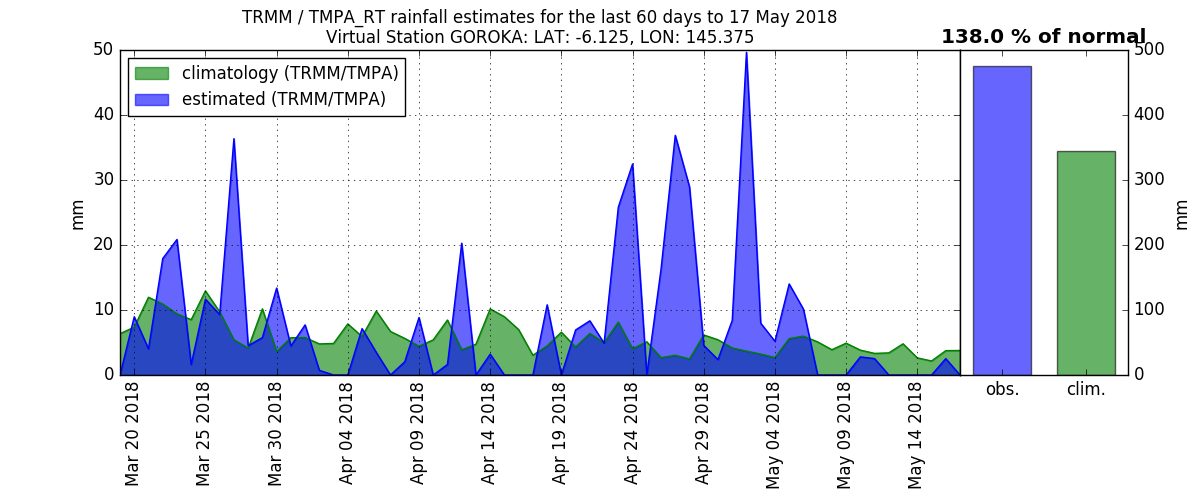 TRMM / TMPA_RT rainfall estimates for the last 60 days to 17 May 2018
Virtual Station GOROKA: LAT: -6.125, LON: 145.375
138.0 % of normal
climatology (TRMM/TMPA)
estimated (TRMM/TMPA)
50
40
30
20
10
0
mm
500
400
300
200
100
0
mm
Mar 20 2018
Mar 25 2018
Mar 30 2018
Apr 04 2018
Apr 09 2018
Apr 14 2018
Apr 19 2018
Apr 24 2018
Apr 29 2018
May 04 2018
May 09 2018
May 14 2018
obs.
clim.